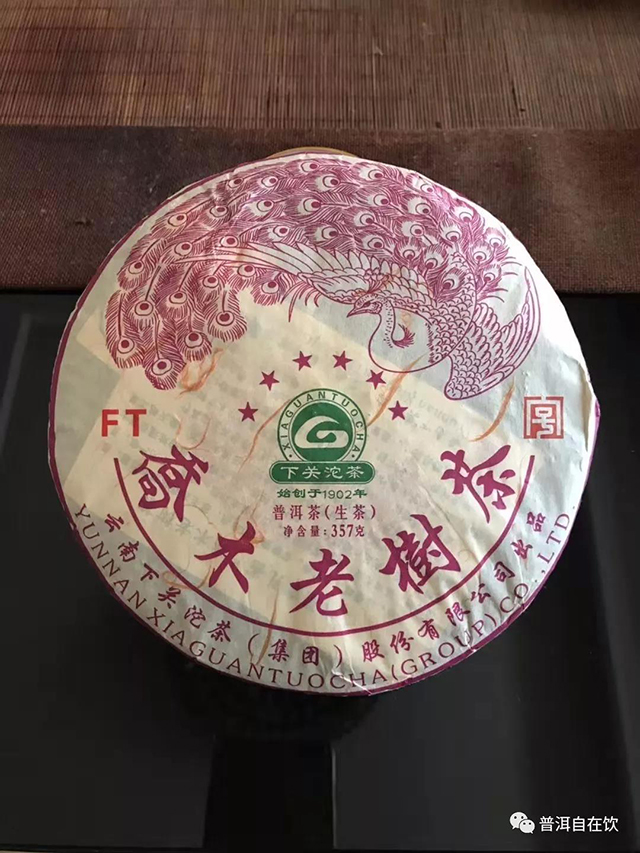 FT
号
XIAGUANTUOCHA
下关沱茶
始创于1902年
普洱茶(生茶)
净含量:357克
喬木老樹茶
云南下关沱茶(集团)股份有限公司出品
YUNNAN XIAGUANTUOCHA(GROUP)CO.,LTD.
普洱自在饮